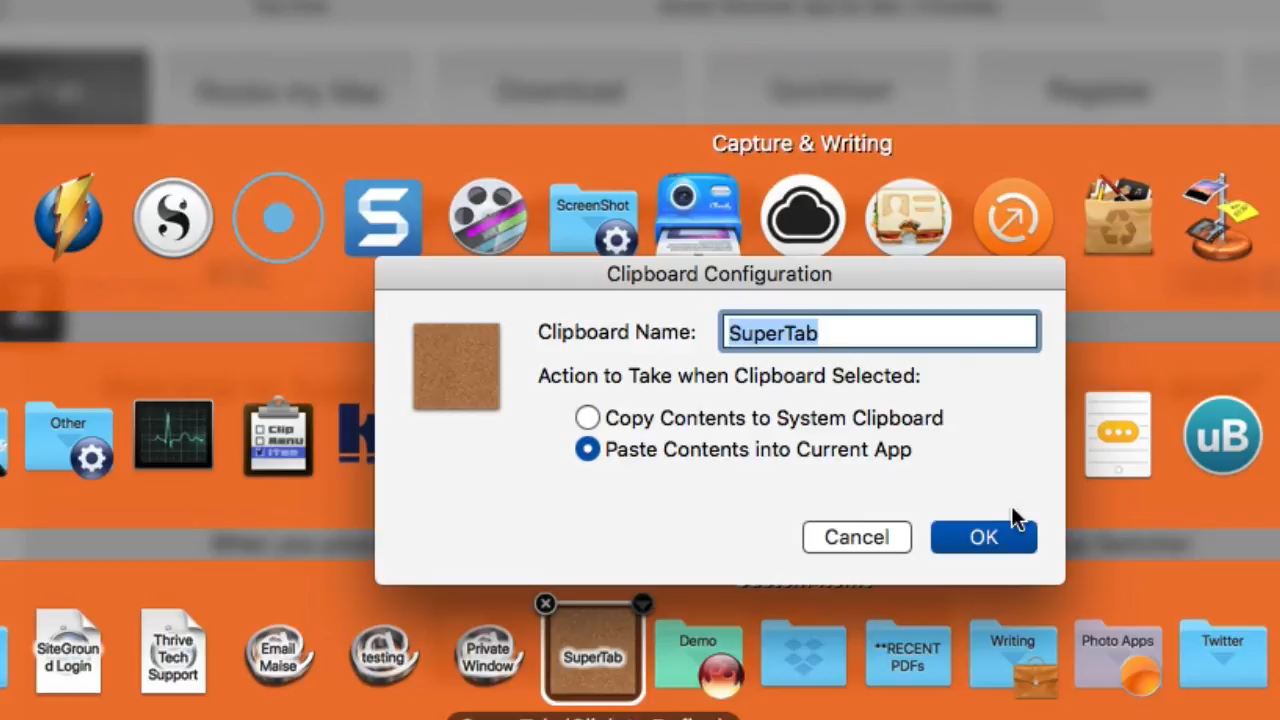 Capture & Writing
S
S
ScreenShot
Clipboard Configuration
Clipboard Name: SuperTab
Action to Take when Clipboard Selected:
Copy Contents to System Clipboard
Paste Contents into Current App
Cancel OK
Other
Clip
Menu
iTem
k
uB
SiteGroun
d Login
Thrive
Tech
Support
Email
Maise
testing
Private
Window
SuperTab
Demo
**RECENT
PDFs
Writing
Photo Apps
Twitter